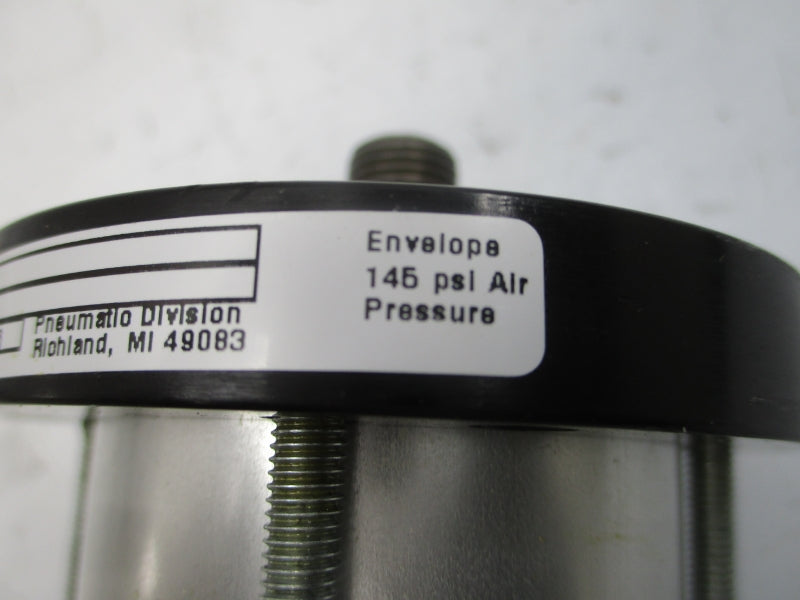 Pneumatic Division
Richland, MI 49083
Envelope
145 psi Air
Pressure